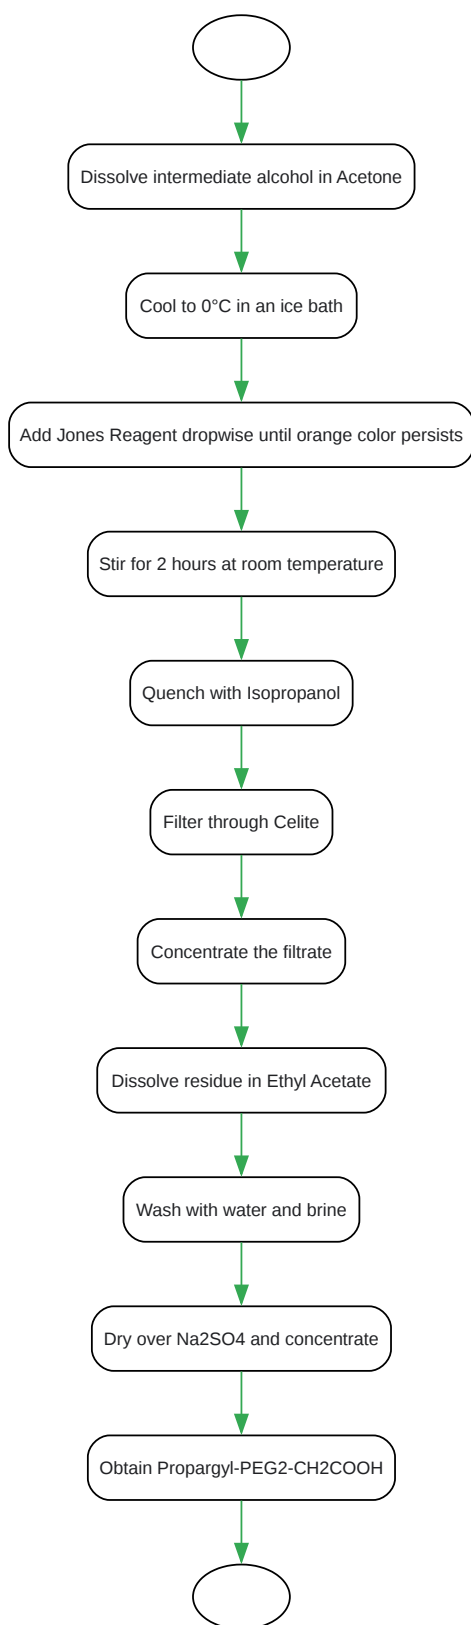 Dissolve intermediate alcohol in Acetone
Cool to 0°C in an ice bath
Add Jones Reagent dropwise until orange color persists
Stir for 2 hours at room temperature
Quench with Isopropanol
Filter through Celite
Concentrate the filtrate
Dissolve residue in Ethyl Acetate
Wash with water and brine
Dry over Na2SO4 and concentrate
Obtain Propargyl-PEG2-CH2COOH